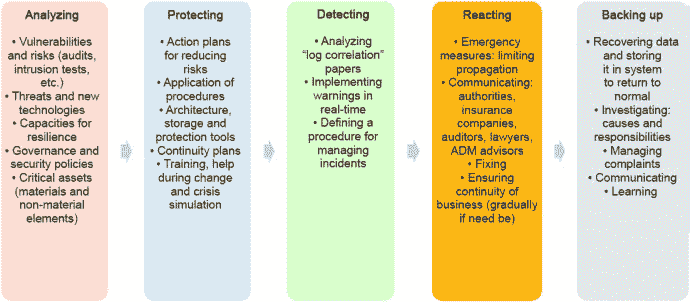 Analyzing
• Vulnerabilities
and risks (audits,
intrusion tests,
etc.)
• Threats and new
technologies
• Capacities for
resilience
• Governance and
security policies
• Critical assets
(materials and
non-material
elements)
Protecting
• Action plans
for reducing
risks
• Application of
procedures
• Architecture,
storage and
protection tools
• Continuity plans
• Training, help
during change
and crisis
simulation
Detecting
• Analyzing
“log correlation”
papers
• Implementing
warnings in
real-time
• Defining a
procedure for
managing
incidents
Reacting
• Emergency
measures: limiting
propagation
• Communicating:
authorities,
insurance
companies,
auditors, lawyers,
ADM advisors
• Fixing
• Ensuring
continuity of
business (gradually
if need be)
Backing up
• Recovering data
and storing
it in system
to return to
normal
• Investigating:
causes and
responsibilities
• Managing
complaints
• Communicating
• Learning